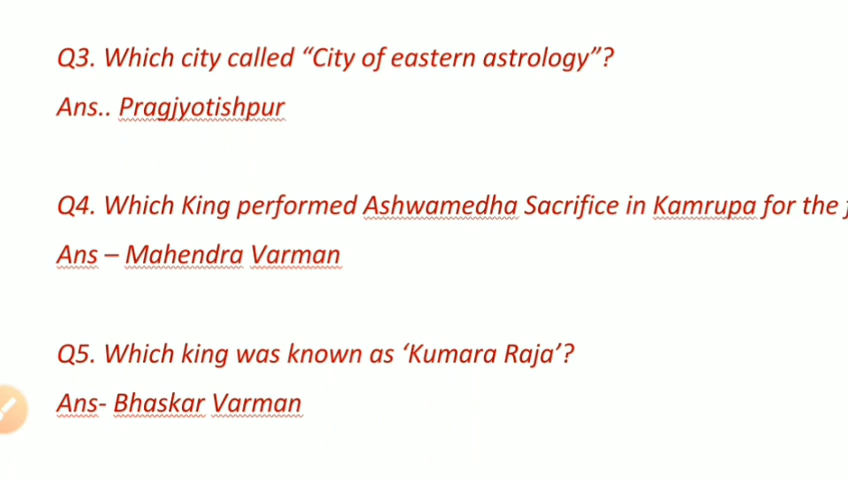 Q3. Which city called “City of eastern astrology”?
Ans.. Pragjyotishpur
Q4. Which King performed Ashwamedha Sacrifice in Kamrupa for the
Ans – Mahendra Varman
Q5. Which king was known as ‘Kumara Raja’?
Ans- Bhaskar Varman